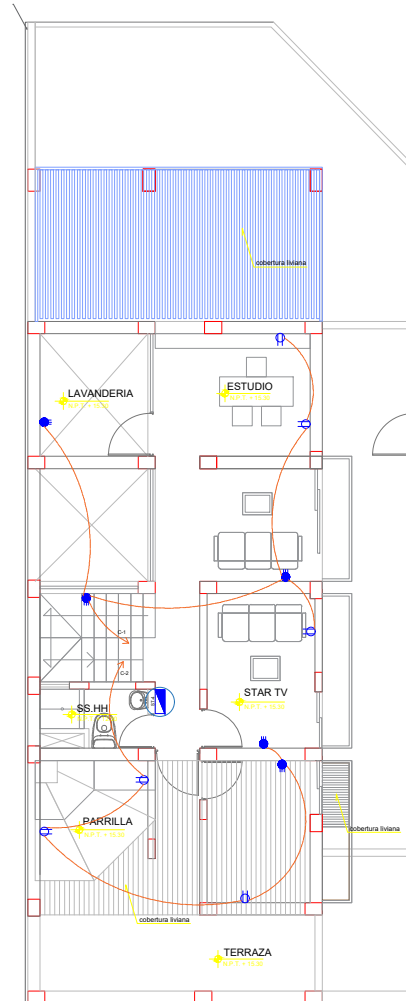 cobertura liviana
LAVANDERIA
ESTUDIO
C-1
C-2
STAR TV
SS.HH
PARRILLA
cobertura liviana
cobertura liviana
TERRAZA